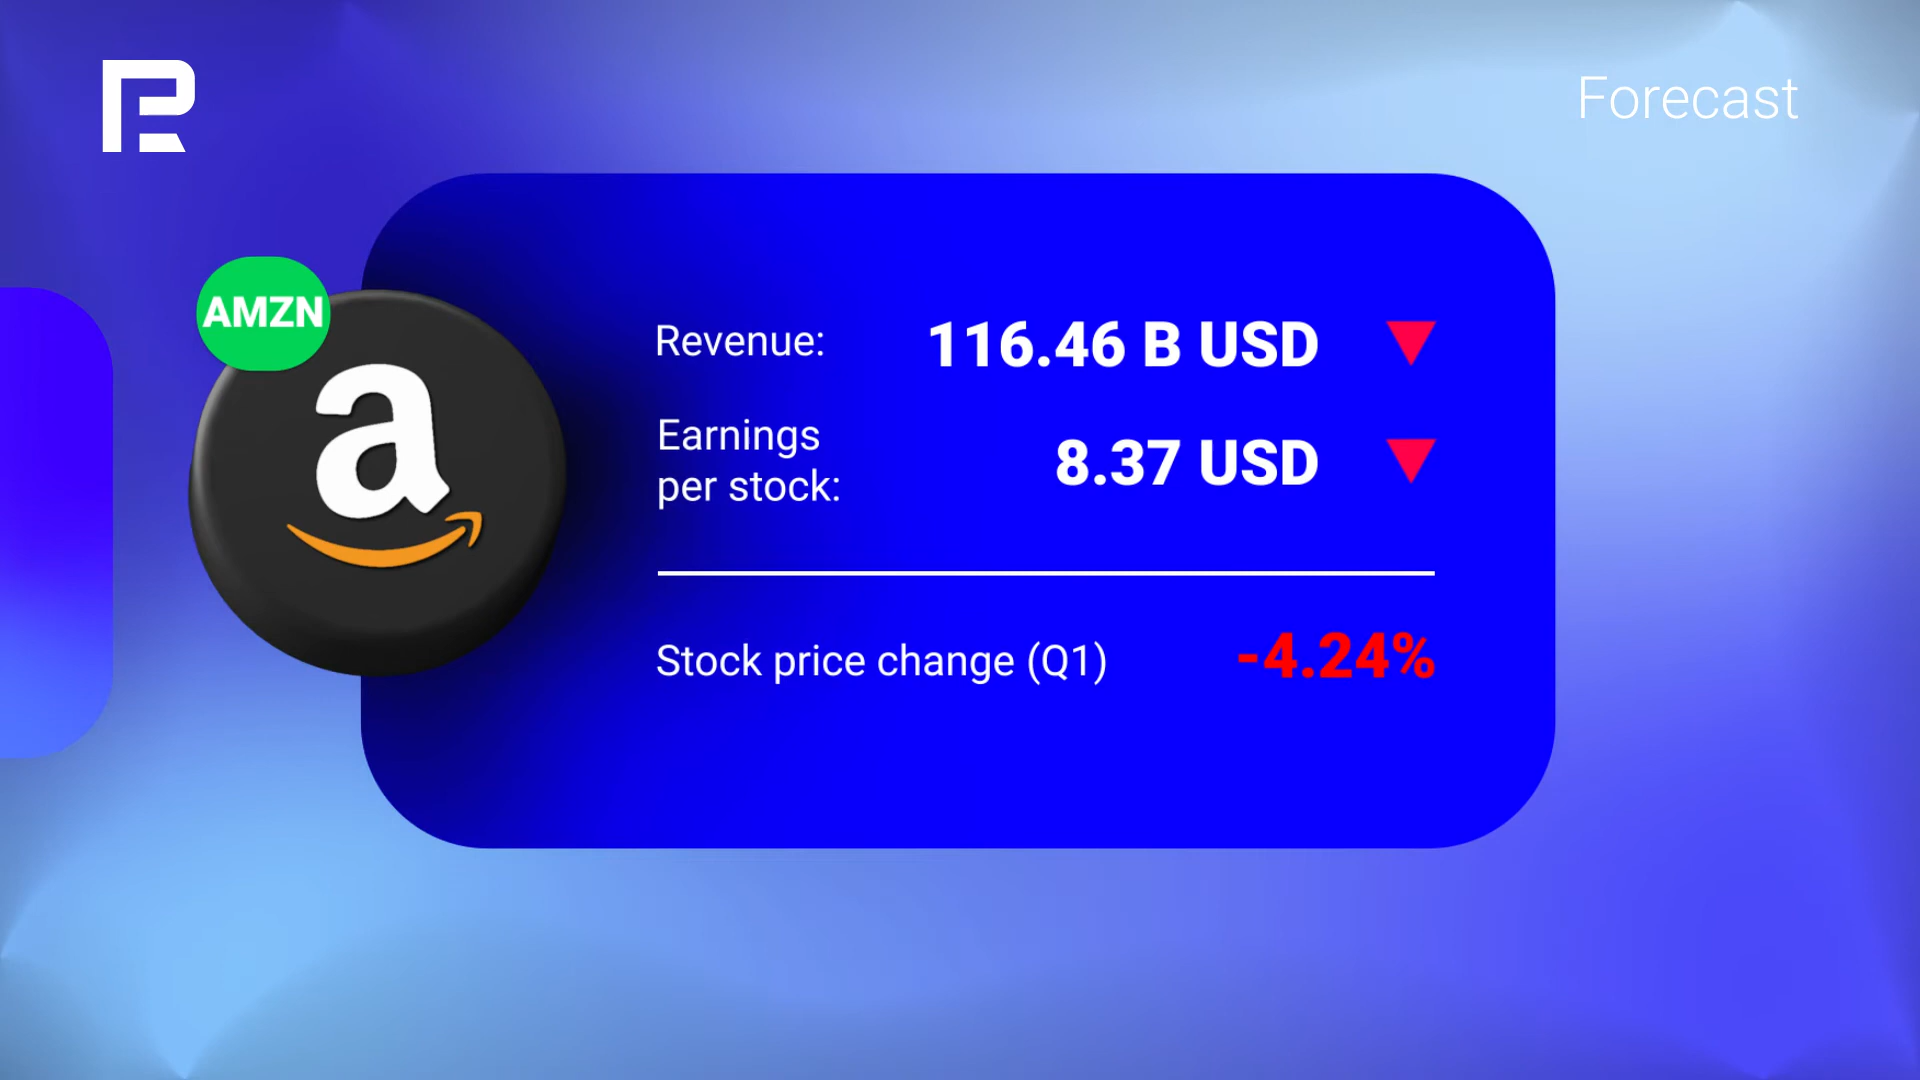 Forecast
AMZN
a
Revenue: 116.46 B USD
Earnings
per stock: 8.37 USD
Stock price change (Q1) -4.24%